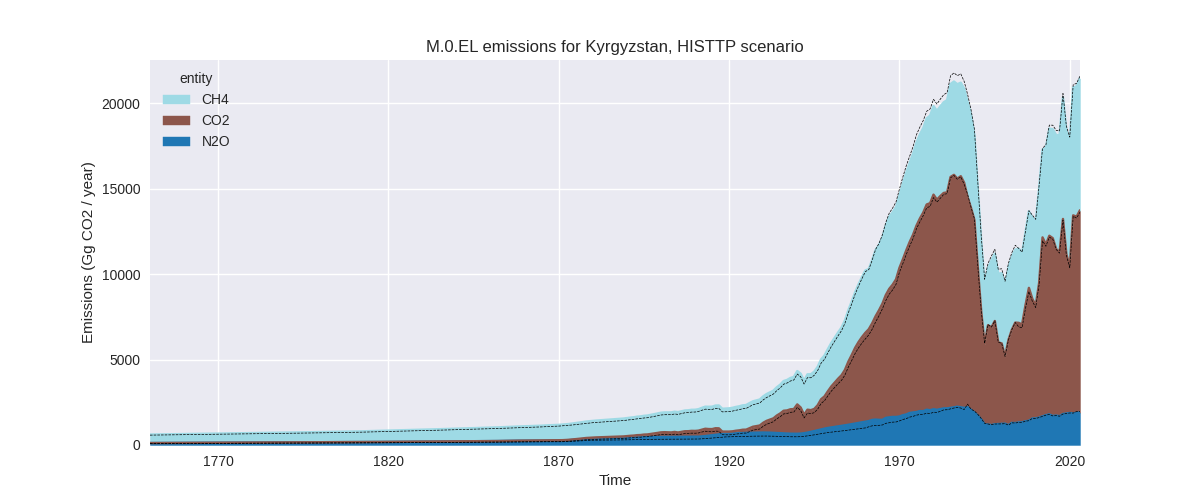 M.0.EL emissions for Kyrgyzstan, HISTTP scenario
entity
CH4
CO2
N2O
Emissions (Gg CO2 / year)
20000
15000
10000
5000
0
1770
1820
1870
1920
1970
2020
Time